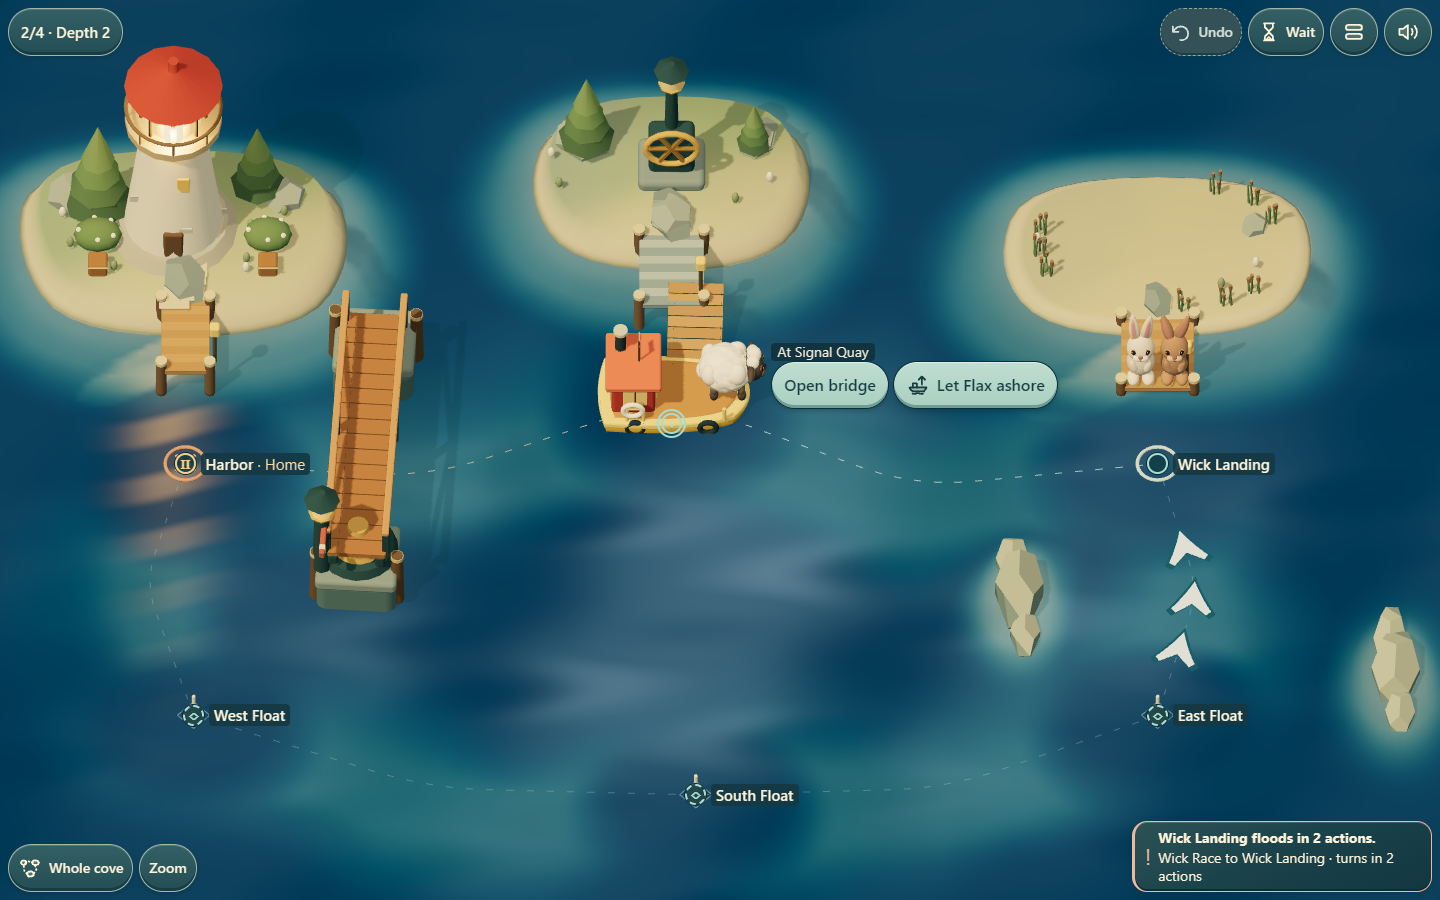 2/4 · Depth 2
Undo
Wait
At Signal Quay
Open bridge
Let Flax ashore
Harbor · Home
Wick Landing
West Float
East Float
South Float
Whole cove
Zoom
Wick Landing floods in 2 actions.
! Wick Race to Wick Landing · turns in 2
actions